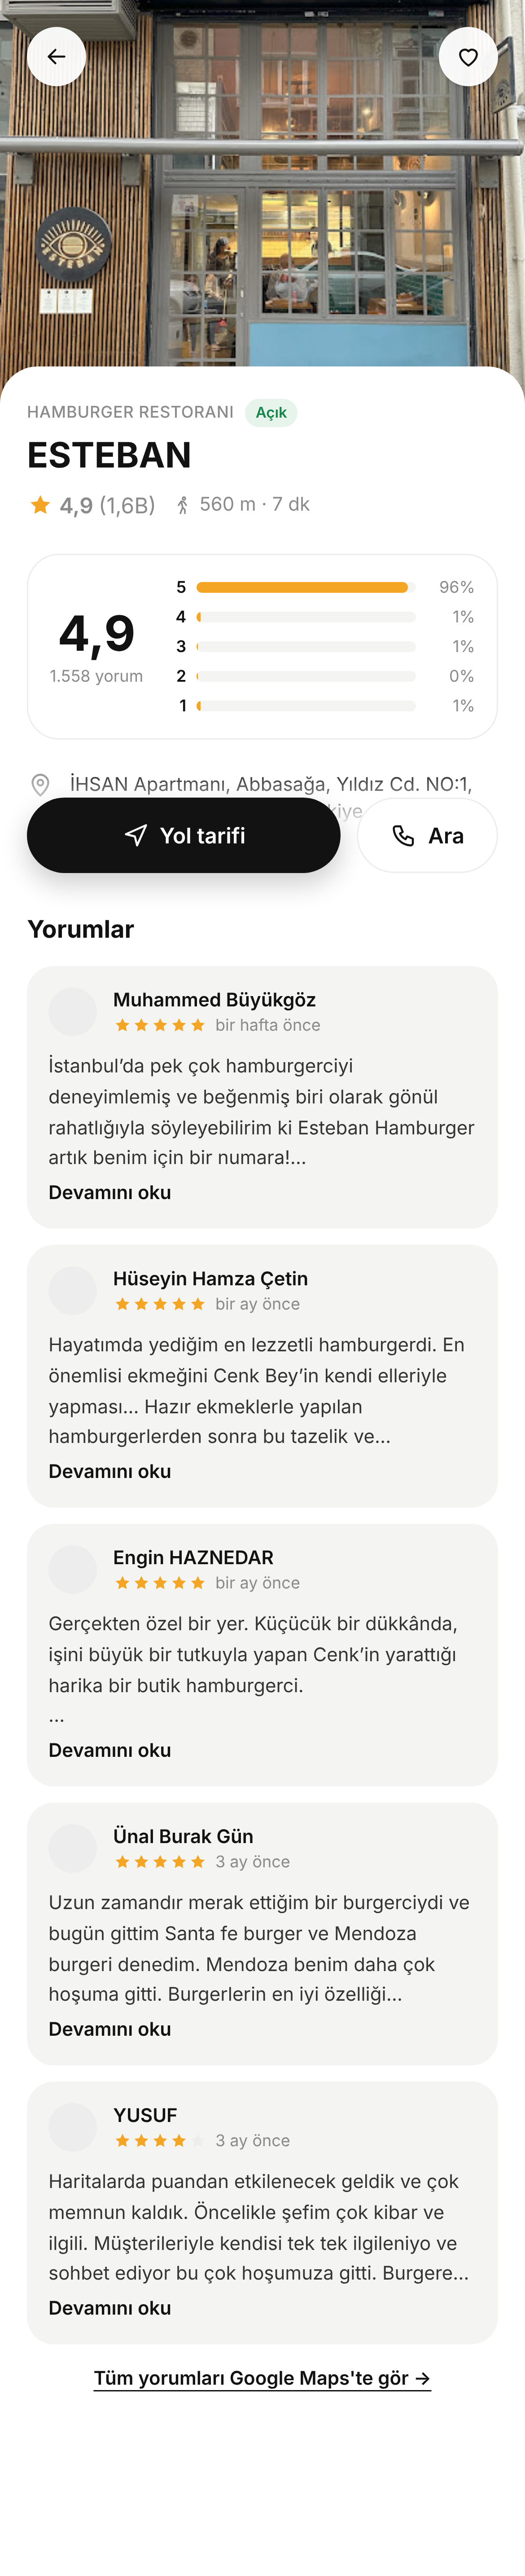 ESTEBAN
HAMBURGER RESTORANI Açık
ESTEBAN
4,9 (1,6B) 560 m · 7 dk
4,9
1.558 yorum
5 96%
4 1%
3 1%
2 0%
1 1%
İHSAN Apartmanı, Abbasağa, Yıldız Cd. NO:1,
Yol tarifi
Ara
Yorumlar
Muhammed Büyükgöz
bir hafta önce
İstanbul’da pek çok hamburgerciyi
deneyimlemiş ve beğenmiş biri olarak gönül
rahatlığıyla söyleyebilirim ki Esteban Hamburger
artık benim için bir numara!...
Devamını oku
Hüseyin Hamza Çetin
bir ay önce
Hayatımda yediğim en lezzetli hamburgerdi. En
önemlisi ekmeğini Cenk Bey’in kendi elleriyle
yapması... Hazır ekmeklerle yapılan
hamburgerlerden sonra bu tazelik ve...
Devamını oku
Engin HAZNEDAR
bir ay önce
Gerçekten özel bir yer. Küçücük bir dükkânda,
işini büyük bir tutkuyla yapan Cenk’in yarattığı
harika bir butik hamburgerci.
...
Devamını oku
Ünal Burak Gün
3 ay önce
Uzun zamandır merak ettiğim bir burgerciydi ve
bugün gittim Santa fe burger ve Mendoza
burgeri denedim. Mendoza benim daha çok
hoşuma gitti. Burgerlerin en iyi özelliği...
Devamını oku
YUSUF
3 ay önce
Haritalarda puandan etkilenecek geldik ve çok
memnun kaldık. Öncelikle şefim çok kibar ve
ilgili. Müşterileriyle kendisi tek tek ilgileniyo ve
sohbet ediyor bu çok hoşumuza gitti. Burgere...
Devamını oku
Tüm yorumları Google Maps'te gör →